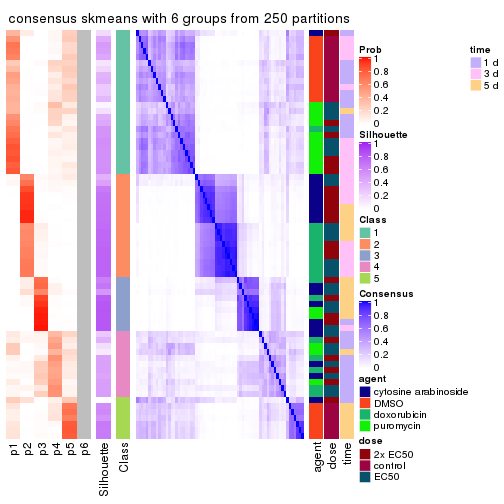 consensus skmeans with 6 groups from 250 partitions
p1
p2
p3
p4
p5
p6
Silhouette
Class
agent
dose
time
Prob
1
0.8
0.6
0.4
0.2
0
Silhouette
1
0.8
0.6
0.4
0.2
0
Class
1
2
3
4
5
Consensus
1
0.8
0.6
0.4
0.2
0
agent
cytosine arabinoside
DMSO
doxorubicin
puromycin
dose
2x EC50
control
EC50
time
1 d
3 d
5 d